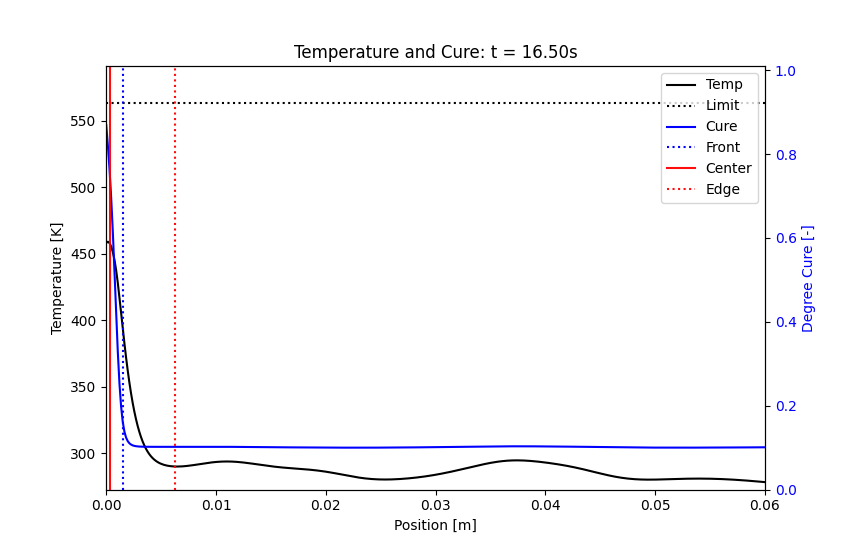 Temperature and Cure: t = 16.50s
Temperature [K]
550
500
450
400
350
300
Temp
Limit
Cure
Front
Center
Edge
1.0
0.8
0.6
0.4
0.2
0.0
Degree Cure [-]
0.00
0.01
0.02
0.03
0.04
0.05
0.06
Position [m]